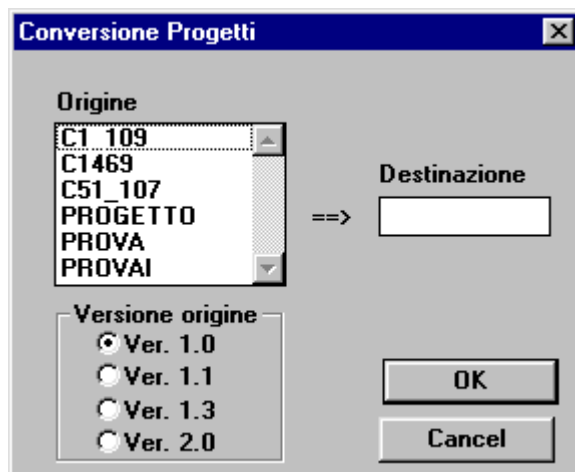 Conversione Progetti
Origine
C1_109
C1469
C51_107
PROGETTO
PROVA
PROVAI
==>
Destinazione
Versione origine
Ver. 1.0
Ver. 1.1
Ver. 1.3
Ver. 2.0
OK
Cancel